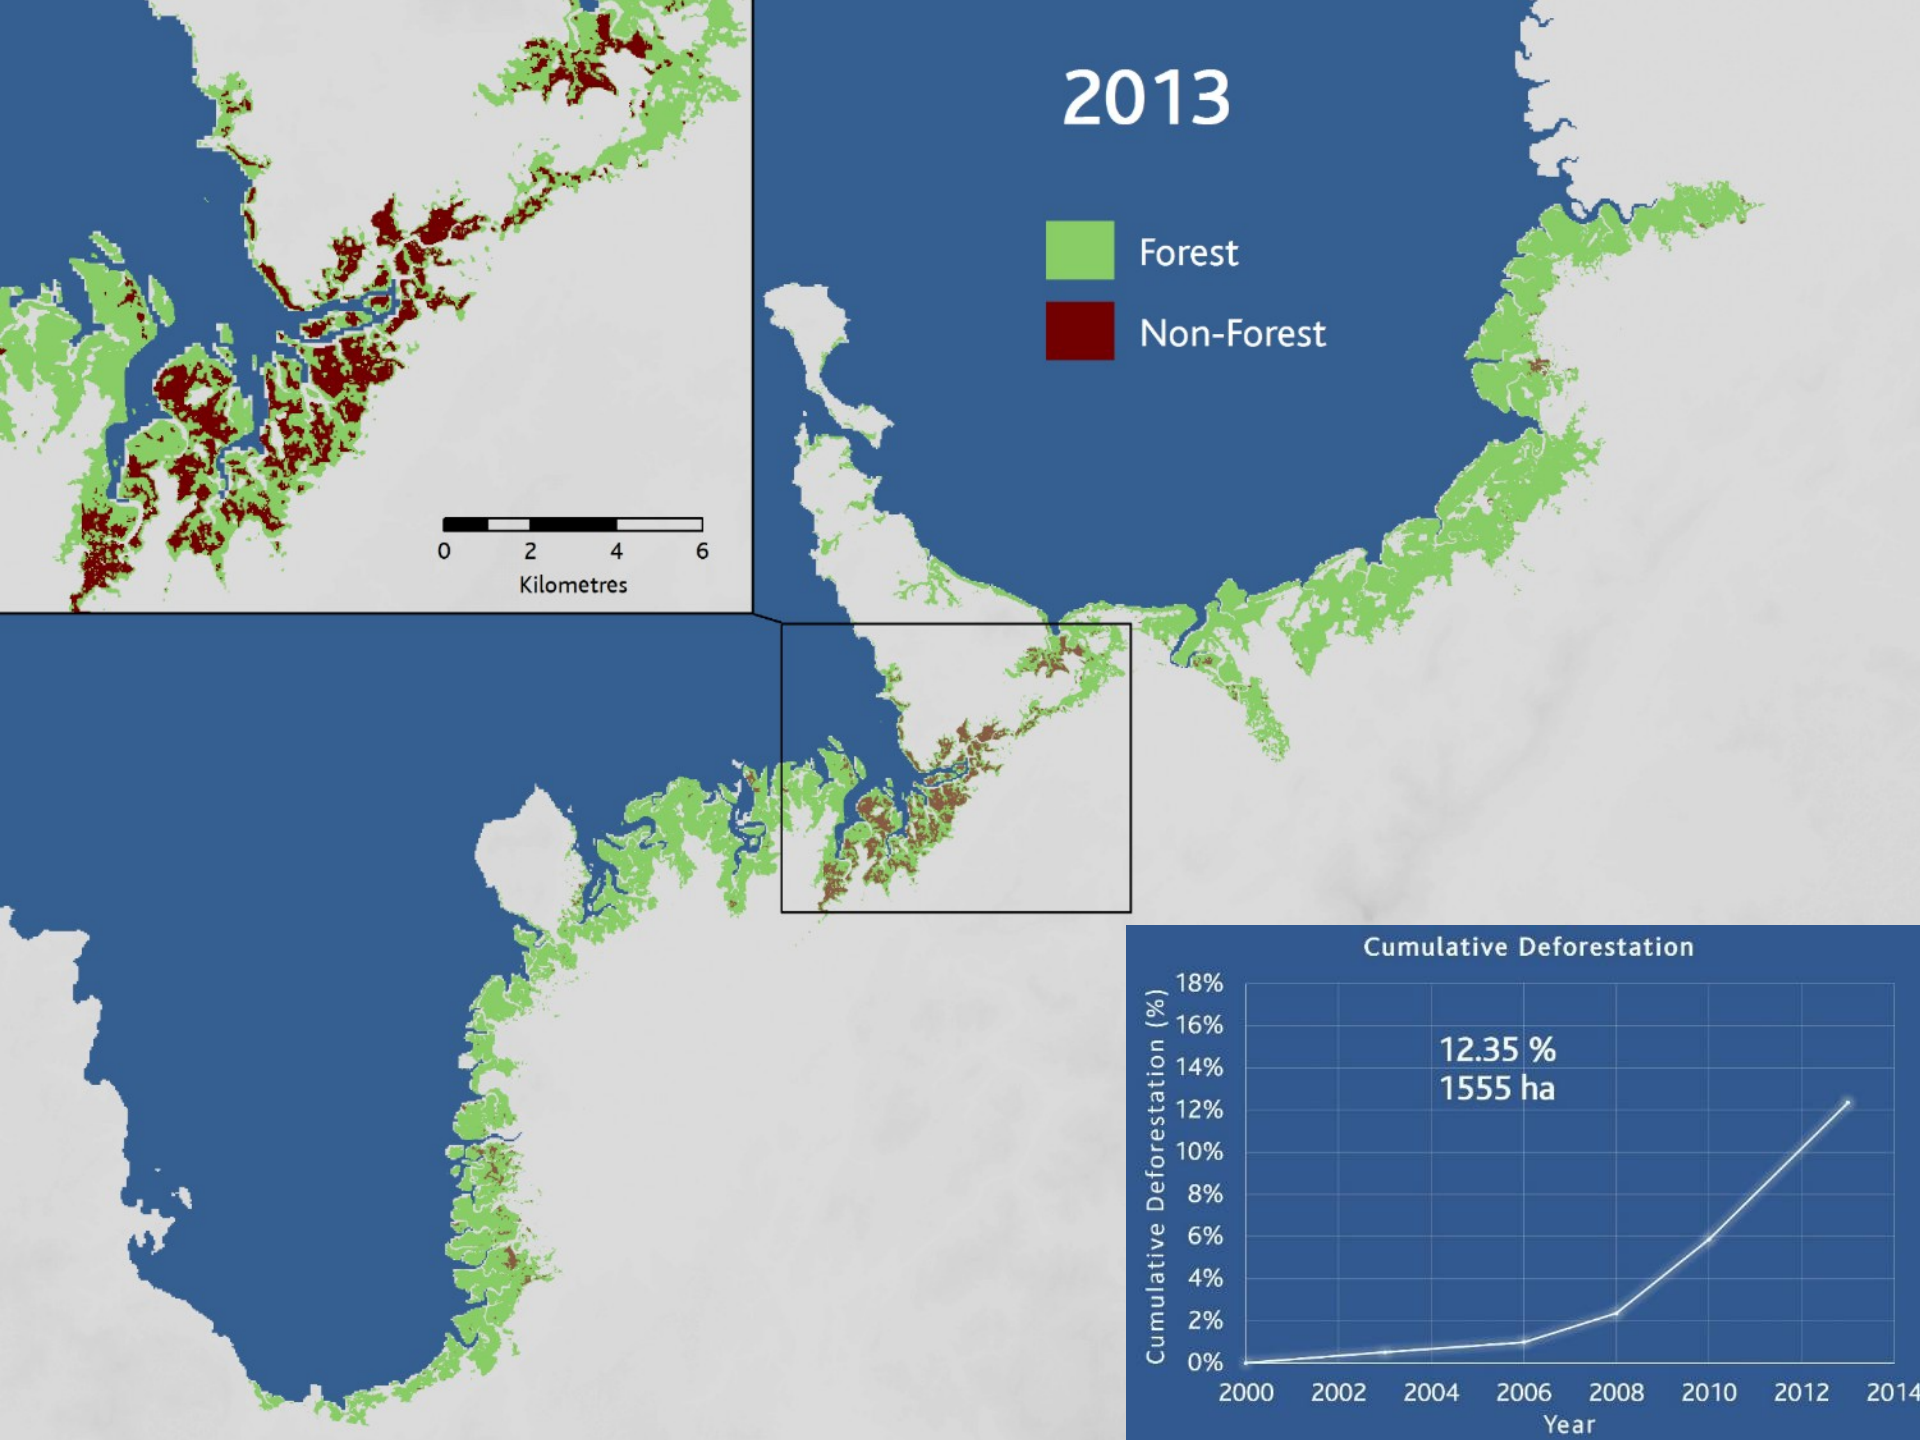 2013
Forest
Non-Forest
0 2 4 6
Kilometres
Cumulative Deforestation
Cumulative Deforestation (%)
18%
16%
14%
12%
10%
8%
6%
4%
2%
0%
12.35 %
1555 ha
2000 2002 2004 2006 2008 2010 2012 2014
Year